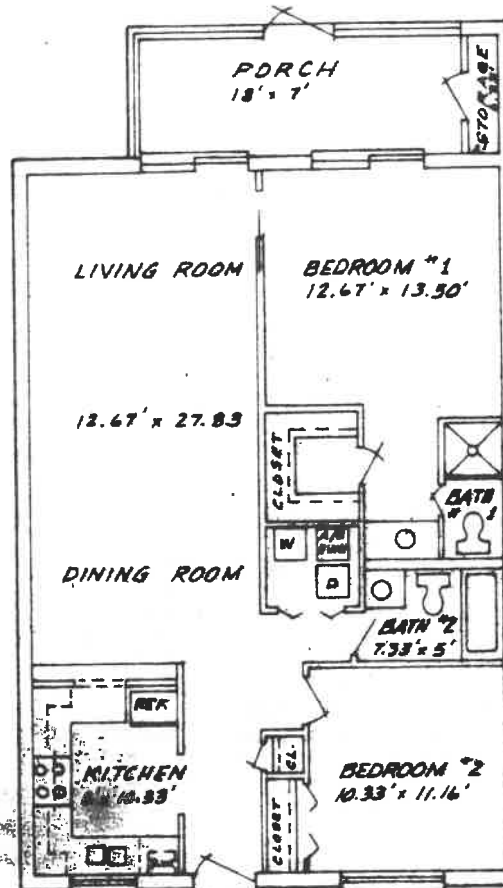 PORCH
18' x 7'
STORAGE
LIVING ROOM
BEDROOM #1
12.67' x 13.50'
12.67' x 27.83
CLOSET
BATH
# 1
W
D
DINING ROOM
BATH #2
7.33' x 5'
REF
KITCHEN
CL.
BEDROOM #2
10.33' x 11.16'
CLOSET